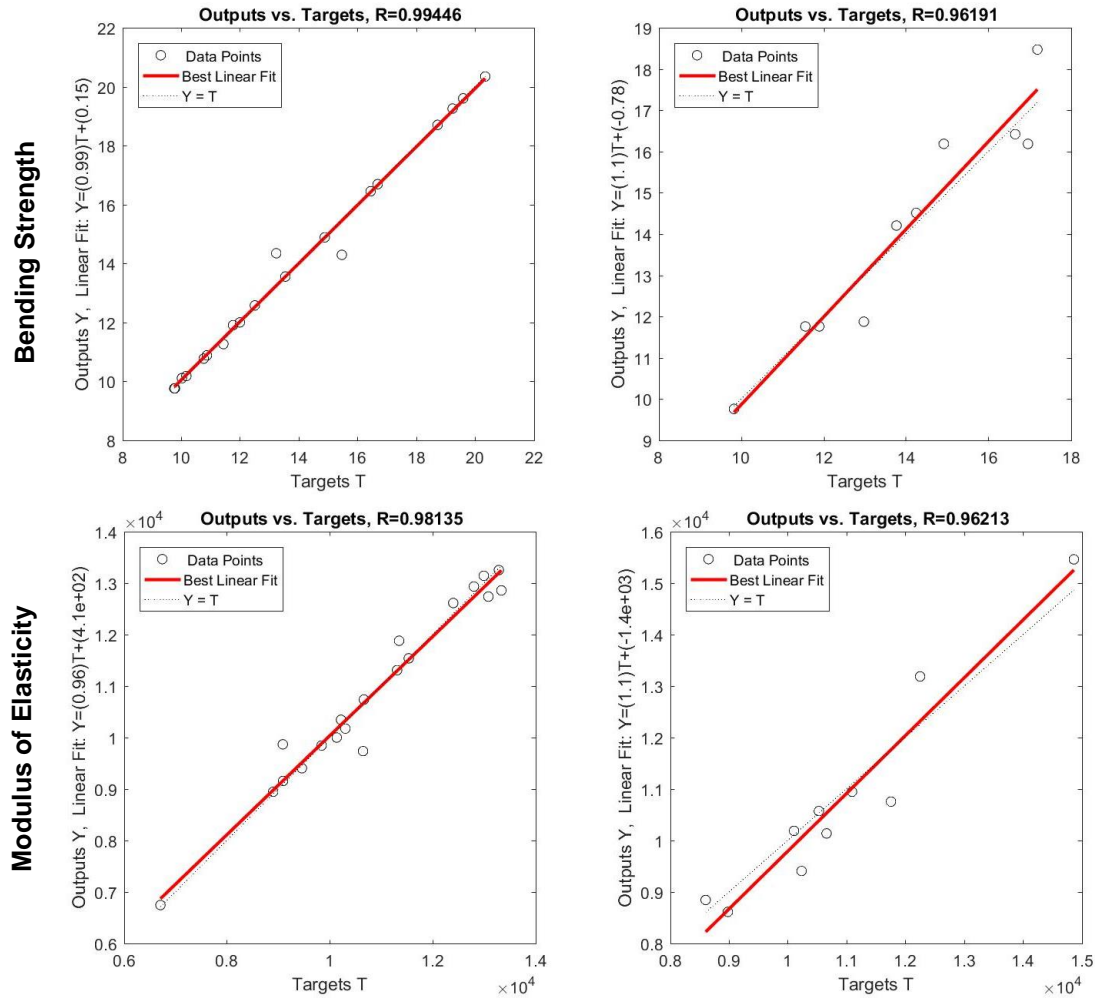 Bending Strength
Outputs vs. Targets, R=0.99446
Outputs Y,  Linear Fit: Y=(0.99)T+(0.15)
22
20
18
16
14
12
10
8
Data Points
Best Linear Fit
Y = T
8 10 12 14 16 18 20 22
Targets T
Outputs vs. Targets, R=0.96191
Outputs Y,  Linear Fit: Y=(1.1)T+(-0.78)
19
18
17
16
15
14
13
12
11
10
9
Data Points
Best Linear Fit
Y = T
8 10 12 14 16 18
Targets T
Modulus of Elasticity
Outputs vs. Targets, R=0.98135
×10⁴
Outputs Y,  Linear Fit: Y=(0.96)T+(4.1e+02)
1.4
1.3
1.2
1.1
1
0.9
0.8
0.7
0.6
Data Points
Best Linear Fit
Y = T
0.6 0.8 1 1.2 1.4
Targets T
×10⁴
Outputs vs. Targets, R=0.96213
×10⁴
Outputs Y,  Linear Fit: Y=(1.1)T+(-1.4e+03)
1.6
1.5
1.4
1.3
1.2
1.1
1
0.9
0.8
Data Points
Best Linear Fit
Y = T
0.8 0.9 1 1.1 1.2 1.3 1.4 1.5
Targets T
×10⁴